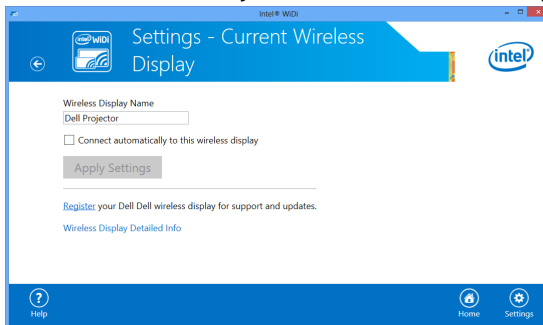 Intel® WiDi
intel WiDi
Settings - Current Wireless
Display
intel
Wireless Display Name
Dell Projector
Connect automatically to this wireless display
Apply Settings
Register your Dell Dell wireless display for support and updates.
Wireless Display Detailed Info
?
Help
Home
Settings